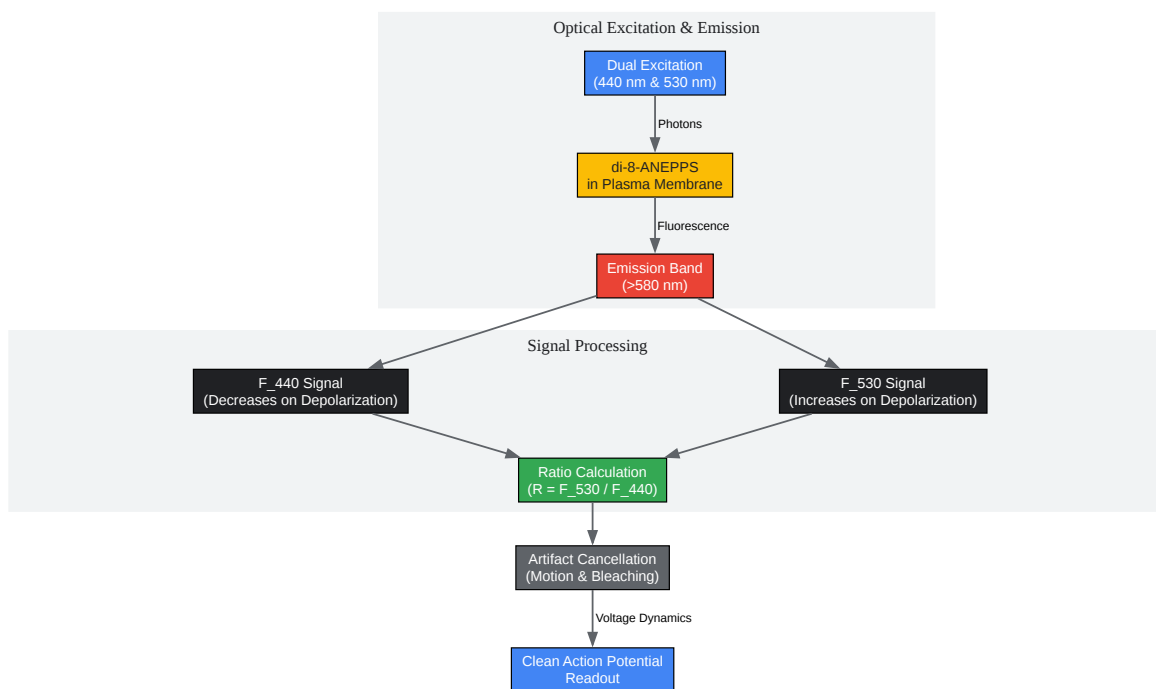 Optical Excitation & Emission
Dual Excitation
(440 nm & 530 nm)
Photons
di-8-ANEPPS
in Plasma Membrane
Fluorescence
Emission Band
(>580 nm)
Signal Processing
F_440 Signal
(Decreases on Depolarization)
F_530 Signal
(Increases on Depolarization)
Ratio Calculation
(R = F_530 / F_440)
Artifact Cancellation
(Motion & Bleaching)
Voltage Dynamics
Clean Action Potential
Readout